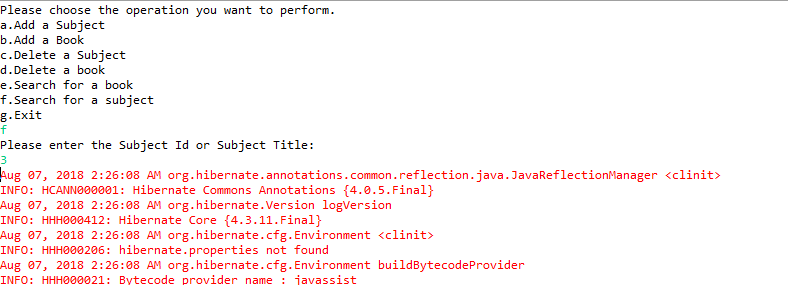 Please choose the operation you want to perform.
a.Add a Subject
b.Add a Book
c.Delete a Subject
d.Delete a book
e.Search for a book
f.Search for a subject
g.Exit
f
Please enter the Subject Id or Subject Title:
3
Aug 07, 2018 2:26:08 AM org.hibernate.annotations.common.reflection.java.JavaReflectionManager <clinit>
INFO: HCANN000001: Hibernate Commons Annotations {4.0.5.Final}
Aug 07, 2018 2:26:08 AM org.hibernate.Version logVersion
INFO: HHH000412: Hibernate Core {4.3.11.Final}
Aug 07, 2018 2:26:08 AM org.hibernate.cfg.Environment <clinit>
INFO: HHH000206: hibernate.properties not found
Aug 07, 2018 2:26:08 AM org.hibernate.cfg.Environment buildBytecodeProvider
INFO: HHH000021: Bytecode provider name : javassist